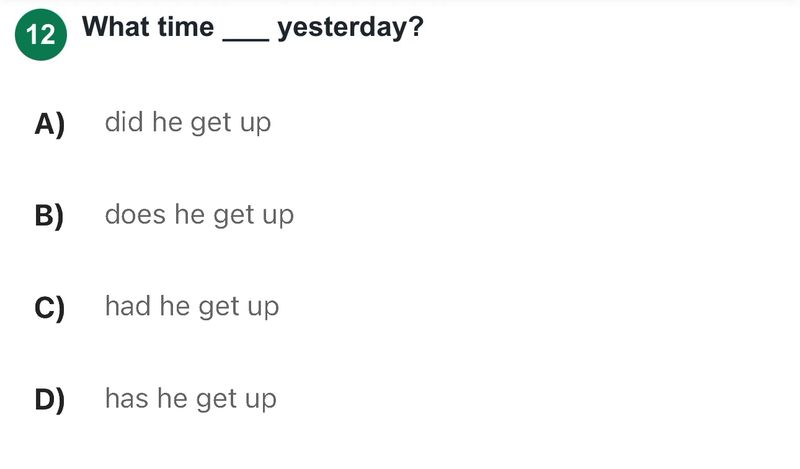 12 What time ___ yesterday?
A) did he get up
B) does he get up
C) had he get up
D) has he get up